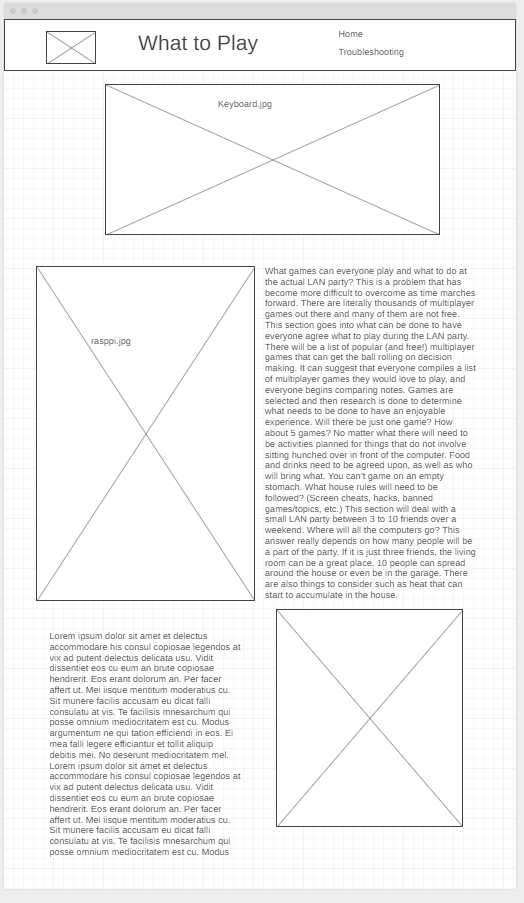 What to Play
Home
Troubleshooting
Keyboard.jpg
rasppi.jpg
What games can everyone play and what to do at
the actual LAN party? This is a problem that has
become more difficult to overcome as time marches
forward. There are literally thousands of multiplayer
games out there and many of them are not free.
This section goes into what can be done to have
everyone agree what to play during the LAN party.
There will be a list of popular (and free!) multiplayer
games that can get the ball rolling on decision
making. It can suggest that everyone compiles a list
of multiplayer games they would love to play, and
everyone begins comparing notes. Games are
selected and then research is done to determine
what needs to be done to have an enjoyable
experience. Will there be just one game? How
about 5 games? No matter what there will need to
be activities planned for things that do not involve
sitting hunched over in front of the computer. Food
and drinks need to be agreed upon, as well as who
will bring what. You can't game on an empty
stomach. What house rules will need to be
followed? (Screen cheats, hacks, banned
games/topics, etc.) This section will deal with a
small LAN party between 3 to 10 friends over a
weekend. Where will all the computers go? This
answer really depends on how many people will be
a part of the party. If it is just three friends, the living
room can be a great place. 10 people can spread
around the house or even be in the garage. There
are also things to consider such as heat that can
start to accumulate in the house.
Lorem ipsum dolor sit amet et delectus
accommodare his consul copiosae legendos at
vix ad putent delectus delicata usu. Vidit
dissentiet eos cu eum an brute copiosae
hendrerit. Eos erant dolorum an. Per facer
affert ut. Mei iisque mentitum moderatius cu.
Sit munere facilis accusam eu dicat falli
consulatu at vis. Te facilisis mnesarchum qui
posse omnium mediocritatem est cu. Modus
argumentum ne qui tation efficiendi in eos. Ei
mea falli legere efficiantur et tollit aliquip
debitis mei. No deserunt mediocritatem mel.
Lorem ipsum dolor sit amet et delectus
accommodare his consul copiosae legendos at
vix ad putent delectus delicata usu. Vidit
dissentiet eos cu eum an brute copiosae
hendrerit. Eos erant dolorum an. Per facer
affert ut. Mei iisque mentitum moderatius cu.
Sit munere facilis accusam eu dicat falli
consulatu at vis. Te facilisis mnesarchum qui
posse omnium mediocritatem est cu. Modus